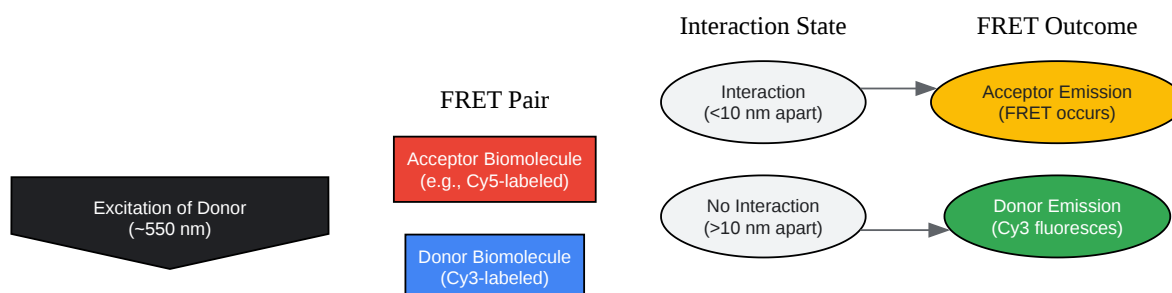 Interaction State
FRET Outcome
FRET Pair
Interaction
(<10 nm apart)
Acceptor Emission
(FRET occurs)
Acceptor Biomolecule
(e.g., Cy5-labeled)
Excitation of Donor
(~550 nm)
No Interaction
(>10 nm apart)
Donor Emission
(Cy3 fluoresces)
Donor Biomolecule
(Cy3-labeled)